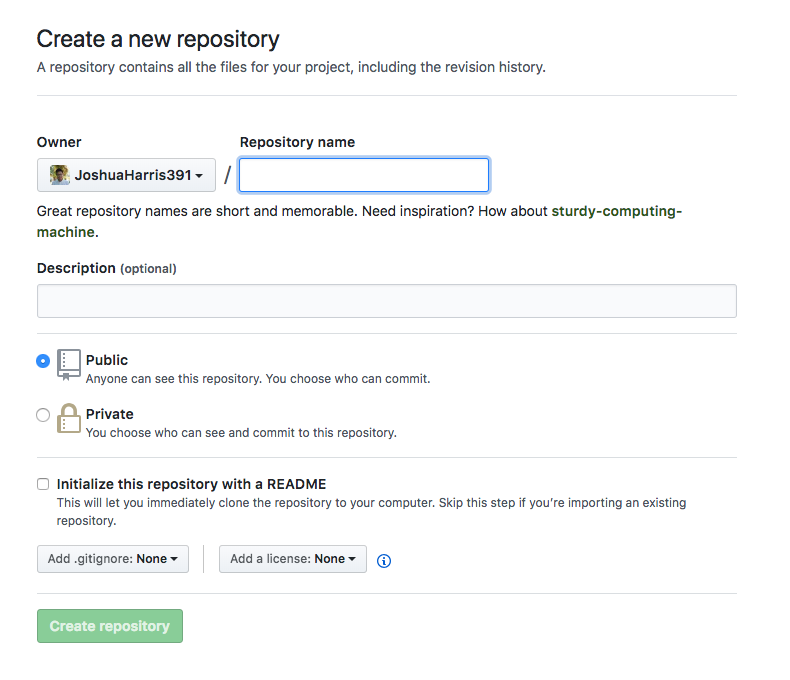 Create a new repository
A repository contains all the files for your project, including the revision history.
Owner
Repository name
JoshuaHarris391 /
Great repository names are short and memorable. Need inspiration? How about sturdy-computing-
machine.
Description (optional)
Public
Anyone can see this repository. You choose who can commit.
Private
You choose who can see and commit to this repository.
Initialize this repository with a README
This will let you immediately clone the repository to your computer. Skip this step if you’re importing an existing
repository.
Add .gitignore: None
Add a license: None
Create repository